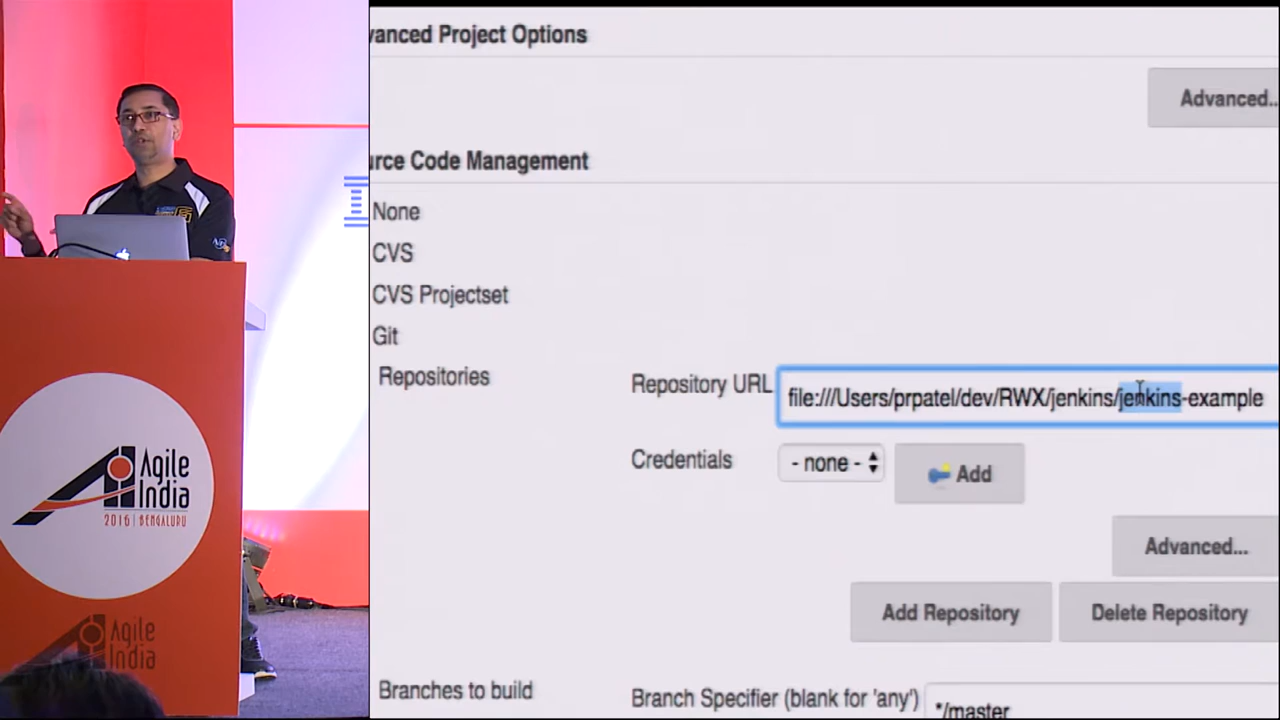 vanced Project Options
Advanced...
urce Code Management
None
CVS
CVS Projectset
Git
Repositories
Repository URL
file:///Users/prpatel/dev/RWX/jenkins/jenkins-example
Credentials
- none -
Add
Advanced...
Add Repository
Delete Repository
Branches to build
Branch Specifier (blank for 'any')
*/master
Agile
India
2016 | BENGALURU
Agile
India